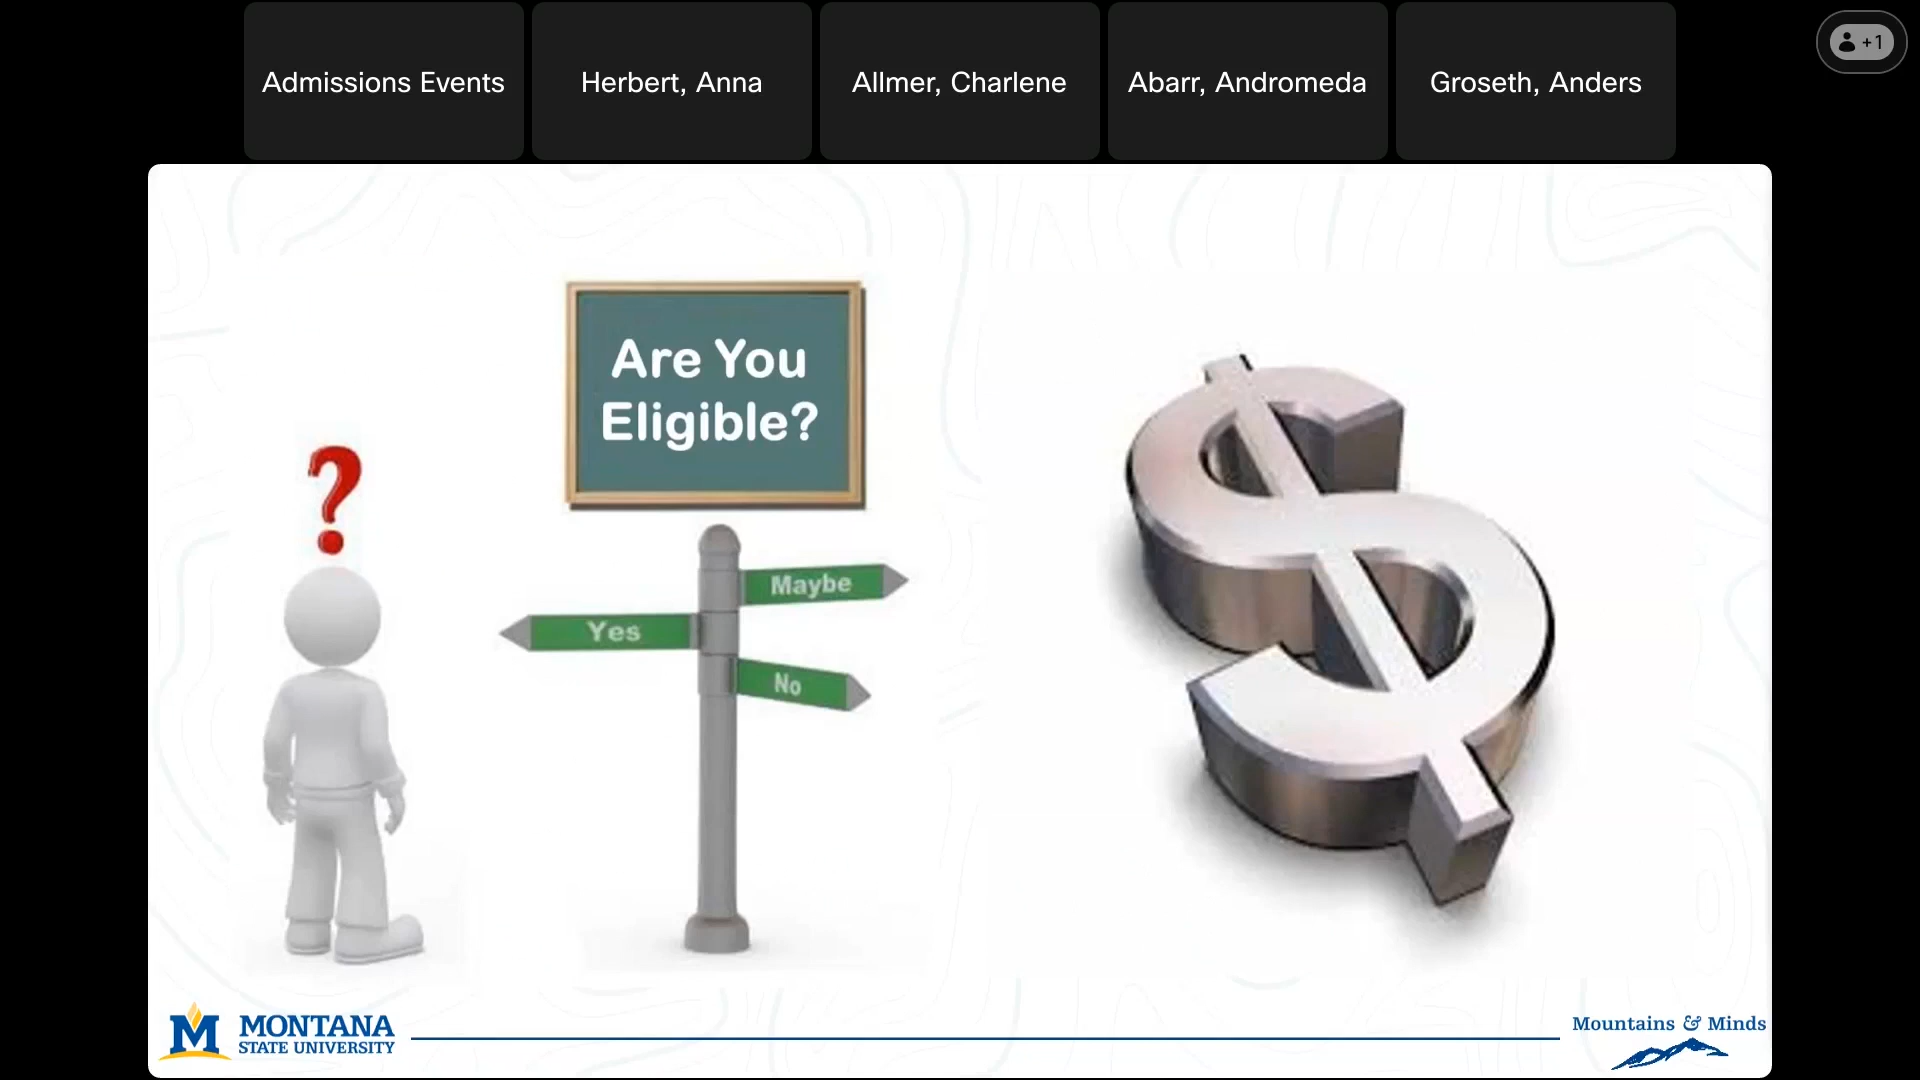 Admissions Events
Herbert, Anna
Allmer, Charlene
Abarr, Andromeda
Groseth, Anders
+1
Are You
Eligible?
?
Maybe
Yes
No
$
M MONTANA
STATE UNIVERSITY
Mountains & Minds